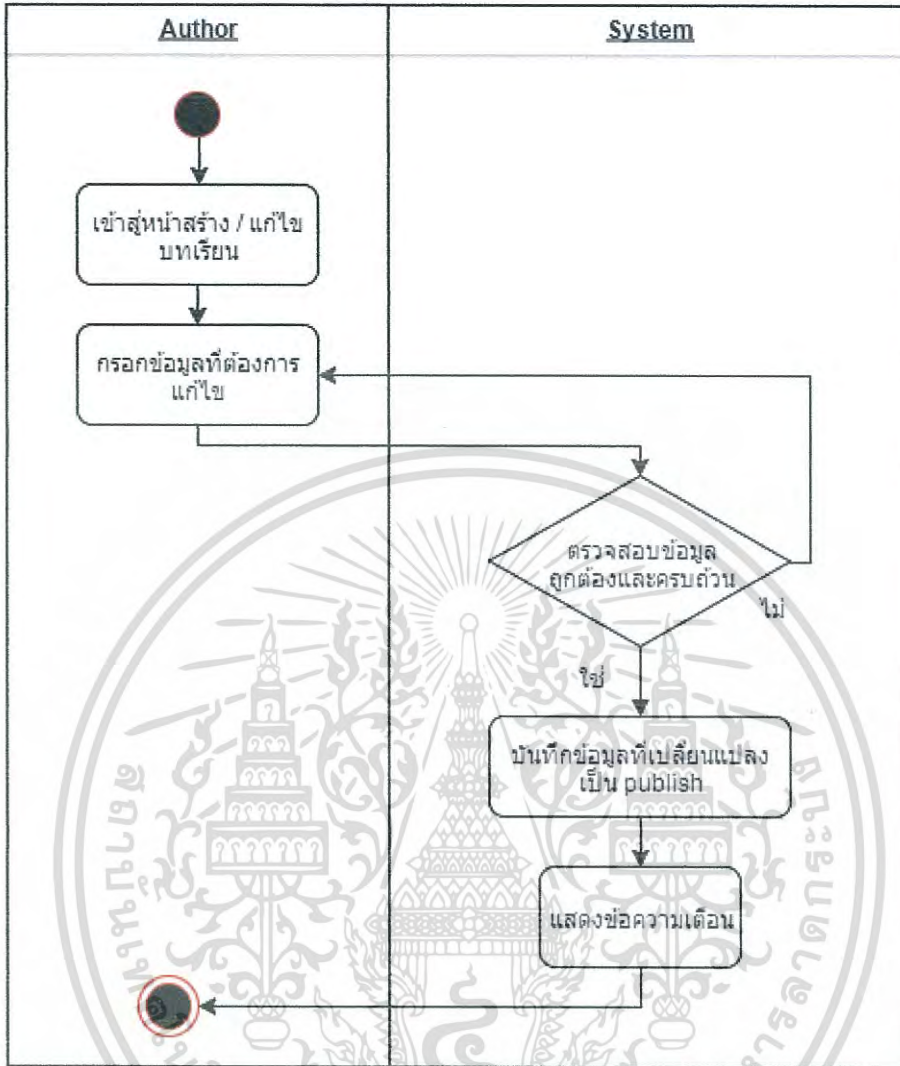 Author
System
เข้าสู่หน้าสร้าง / แก้ไข
บทเรียน
กรอกข้อมูลที่ต้องการ
แก้ไข
ตรวจสอบข้อมูล
ถูกต้องและครบถ้วน
ไม่
ใช่
บันทึกข้อมูลที่เปลี่ยนแปลง
เป็น publish
แสดงข้อความเตือน